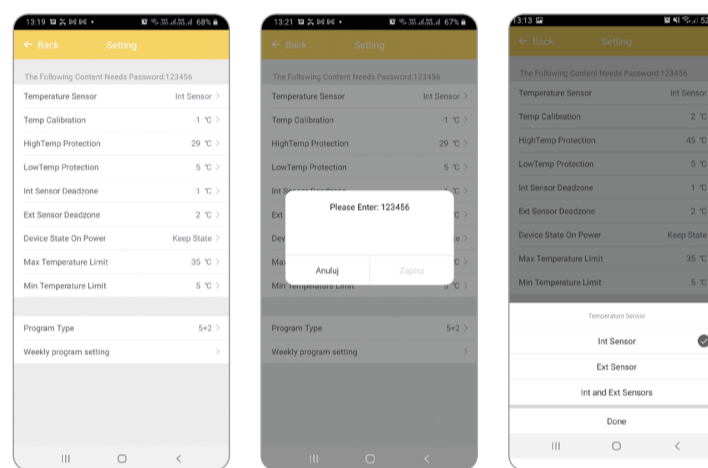 13:19 68%
← Back Setting
The Following Content Needs Password:123456
Temperature Sensor Int Sensor >
Temp Calibration -1 ℃ >
HighTemp Protection 29 ℃ >
LowTemp Protection 5 ℃ >
Int Sensor Deadzone 1 ℃ >
Ext Sensor Deadzone 2 ℃ >
Device State On Power Keep State >
Max Temperature Limit 35 ℃ >
Min Temperature Limit 5 ℃ >
Program Type 5+2 >
Weekly program setting >
13:21 67%
← Back Setting
The Following Content Needs Password:123456
Temperature Sensor Int Sensor >
Temp Calibration -1 ℃ >
HighTemp Protection 29 ℃ >
LowTemp Protection 5 ℃ >
Please Enter: 123456
Anuluj Zapisz
Min Temperature Limit 5 ℃ >
Program Type 5+2 >
Weekly program setting >
13:13 52
← Back Setting
The Following Content Needs Password:123456
Temperature Sensor Int Sensor
Temp Calibration 2 ℃
HighTemp Protection 45 ℃
LowTemp Protection 5 ℃
Int Sensor Deadzone 1 ℃
Ext Sensor Deadzone 2 ℃
Device State On Power Keep State
Max Temperature Limit 35 ℃
Min Temperature Limit 5 ℃
Temperature Sensor
Int Sensor
Ext Sensor
Int and Ext Sensors
Done